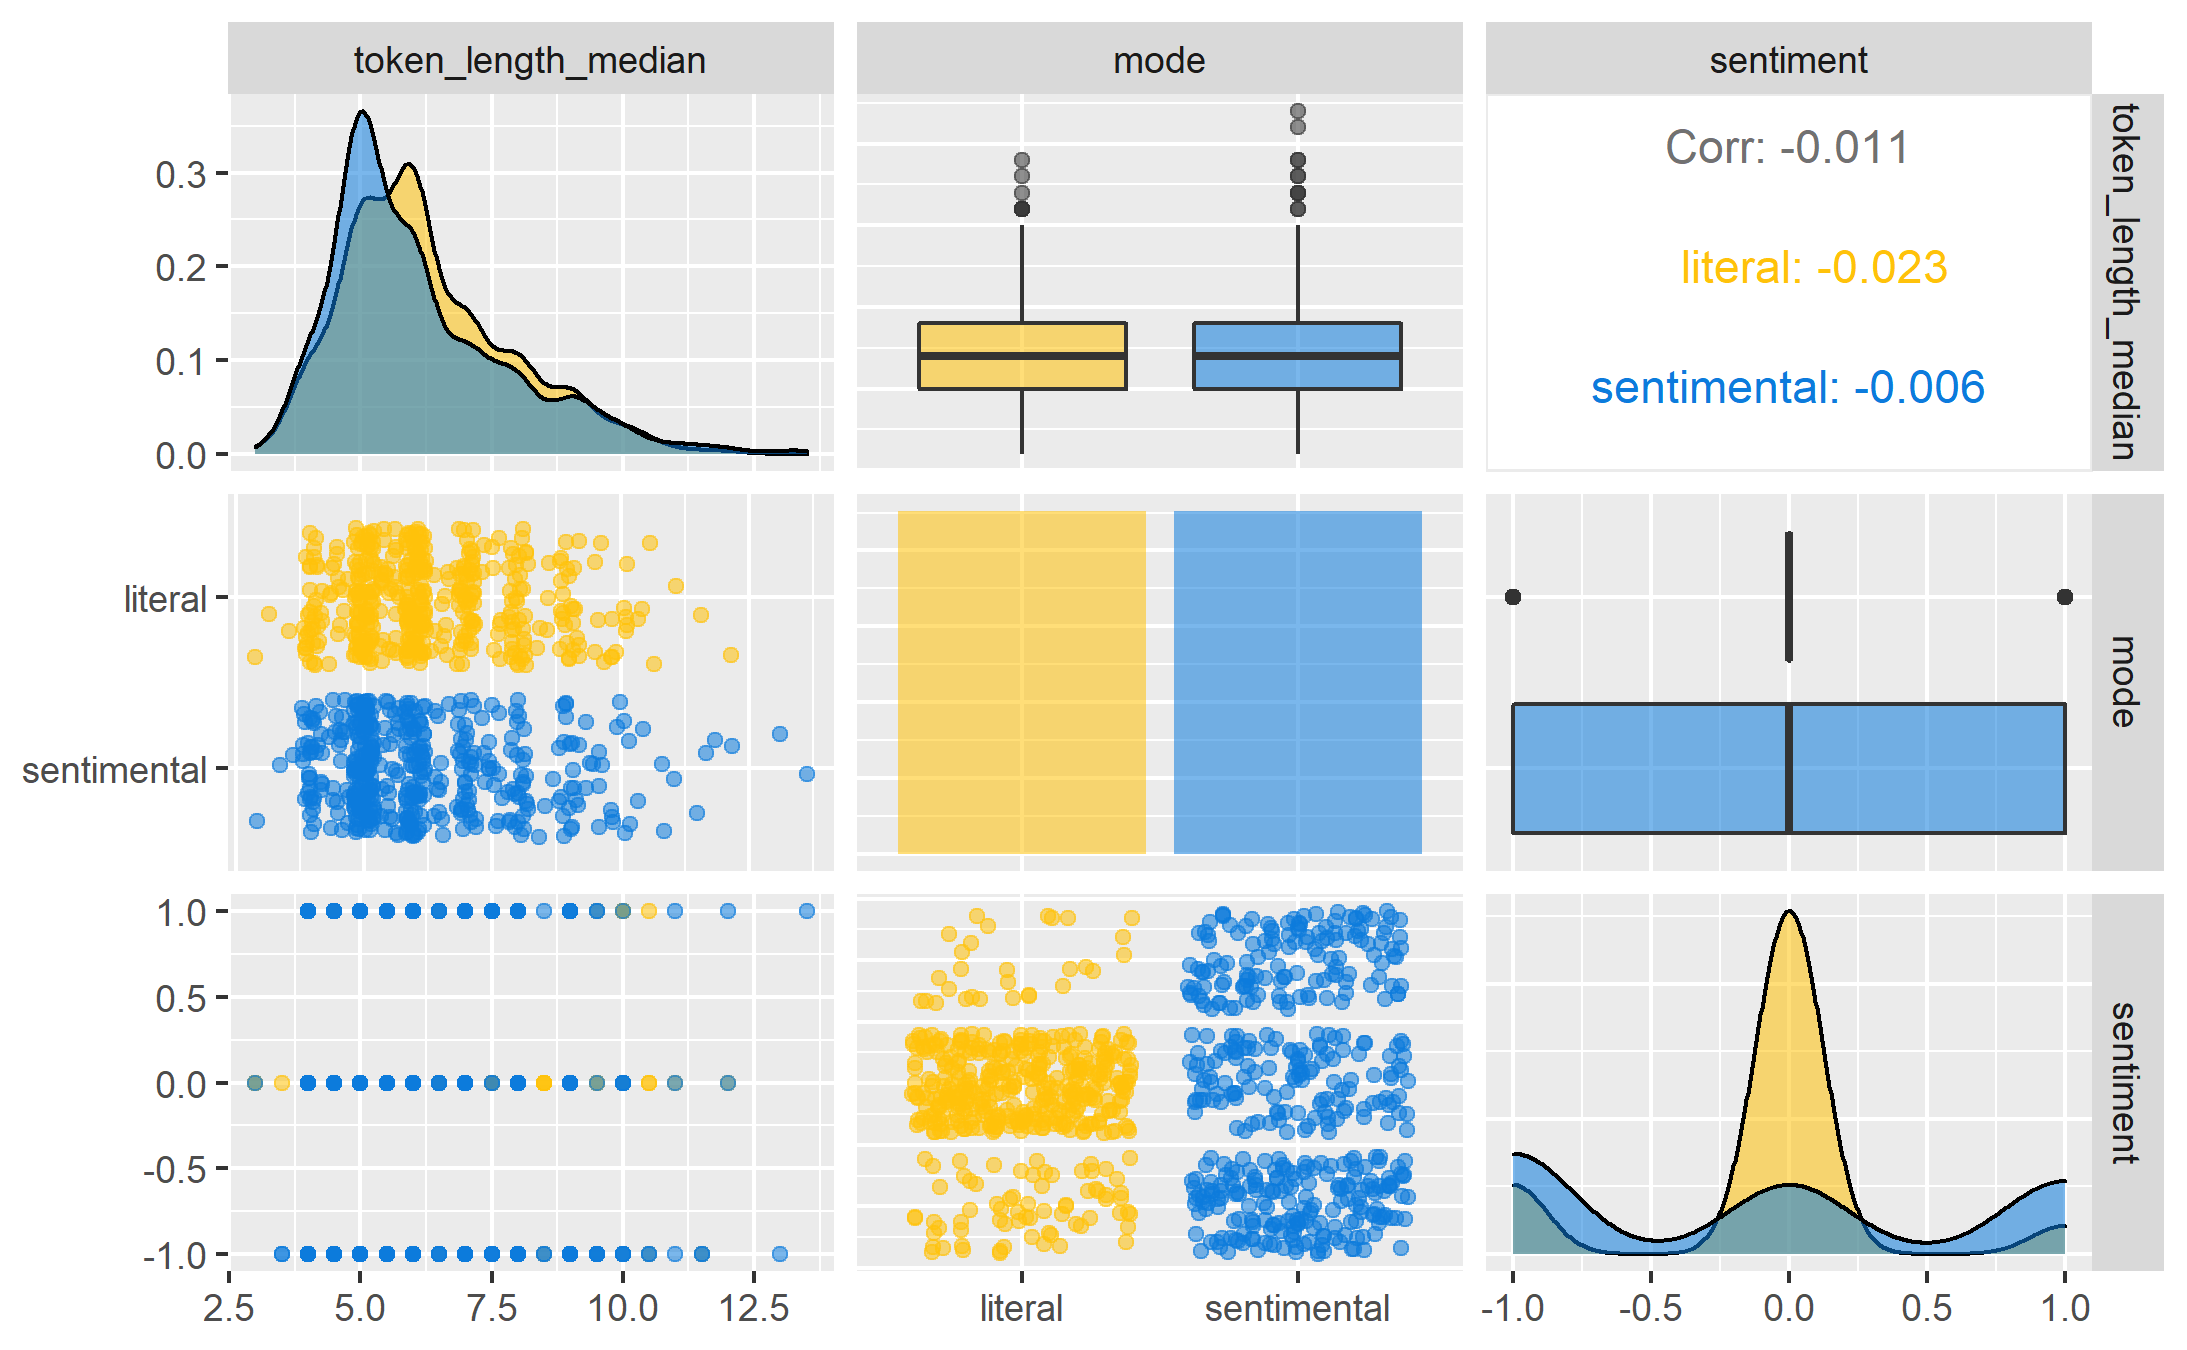 token_length_median
mode
sentiment
0.3
0.2
0.1
0.0
Corr: -0.011
literal: -0.023
sentimental: -0.006
token_length_median
literal
sentimental
mode
1.0
0.5
0.0
-0.5
-1.0
sentiment
2.5 5.0 7.5 10.0 12.5
literal sentimental
-1.0 -0.5 0.0 0.5 1.0